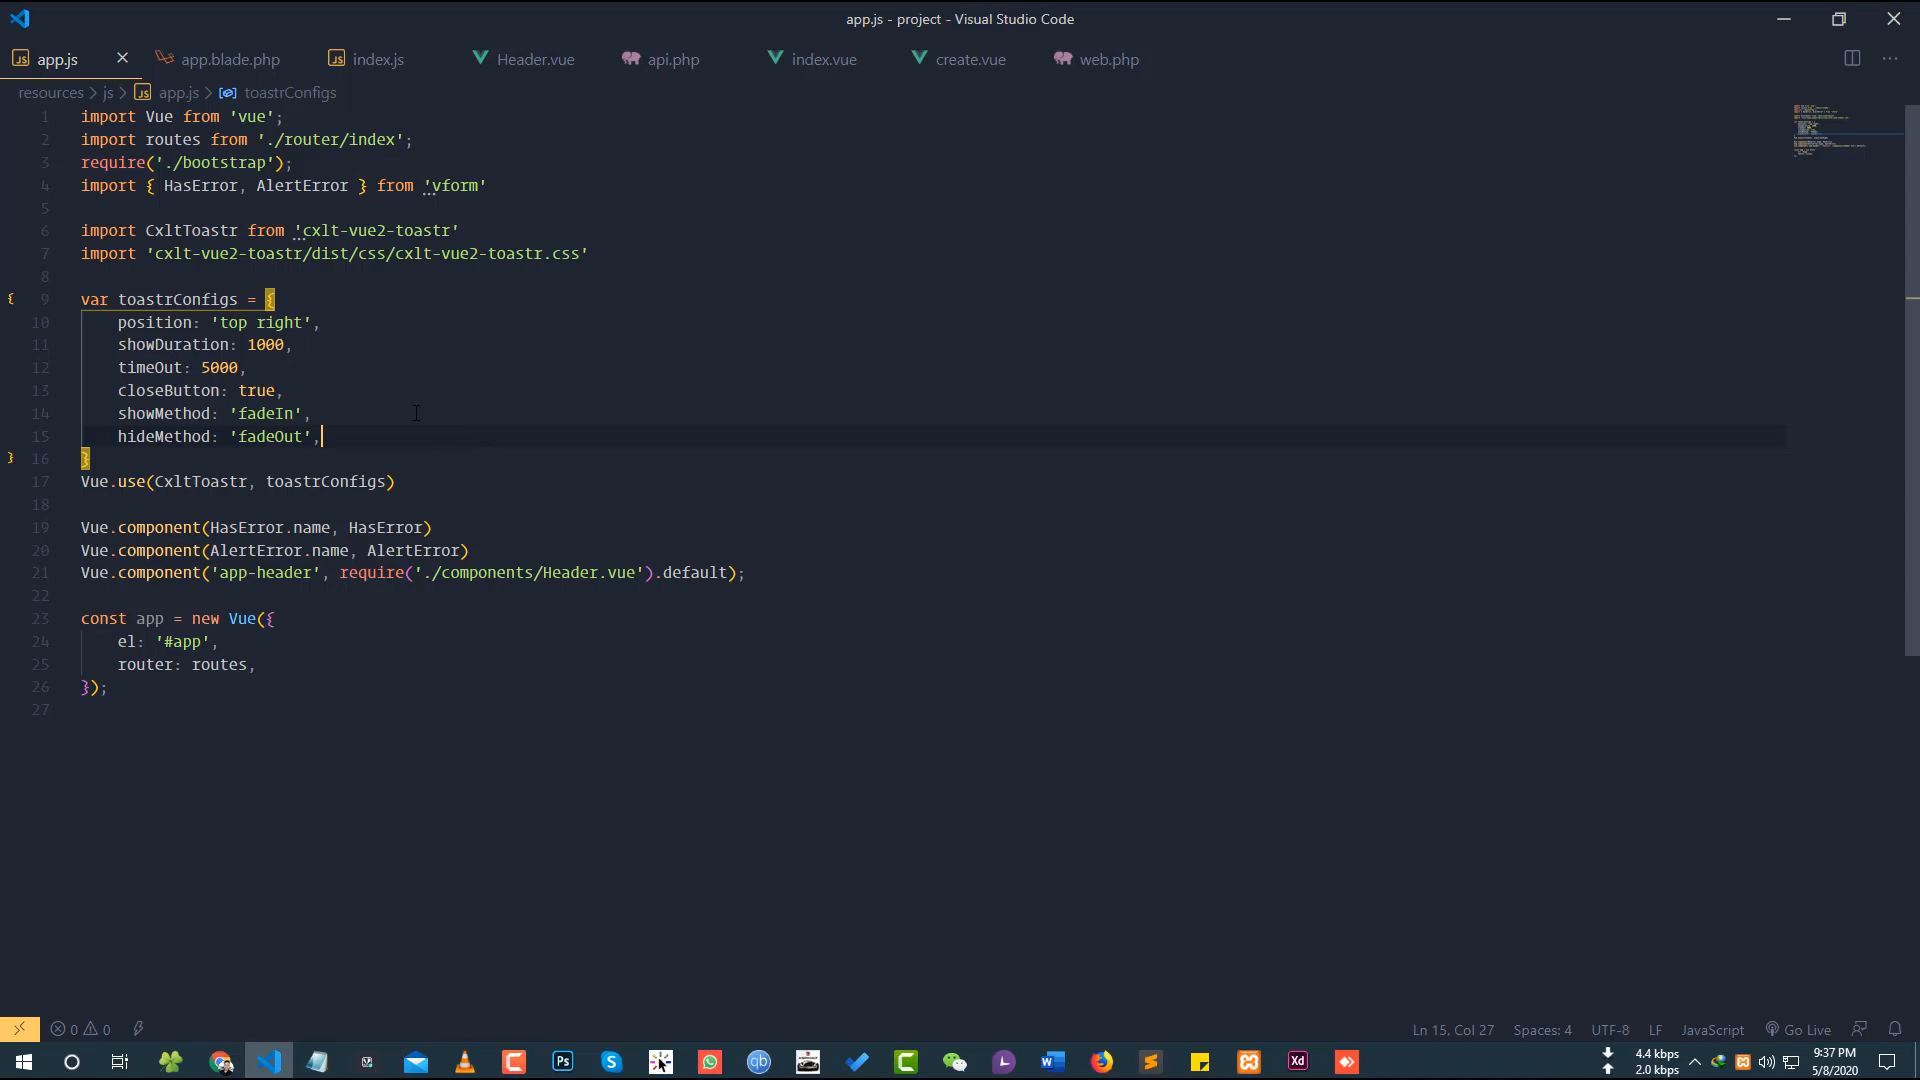 app.js - project - Visual Studio Code
app.js
app.blade.php
index.js
Header.vue
api.php
index.vue
create.vue
web.php
resources > js > app.js > toastrConfigs
1 import Vue from 'vue';
2 import routes from './router/index';
3 require('./bootstrap');
4 import { HasError, AlertError } from 'vform'
5
6 import CxltToastr from 'cxlt-vue2-toastr'
7 import 'cxlt-vue2-toastr/dist/css/cxlt-vue2-toastr.css'
8
9 var toastrConfigs = {
10 position: 'top right',
11 showDuration: 1000,
12 timeOut: 5000,
13 closeButton: true,
14 showMethod: 'fadeIn',
15 hideMethod: 'fadeOut',
16 }
17 Vue.use(CxltToastr, toastrConfigs)
18
19 Vue.component(HasError.name, HasError)
20 Vue.component(AlertError.name, AlertError)
21 Vue.component('app-header', require('./components/Header.vue').default);
22
23 const app = new Vue({
24 el: '#app',
25 router: routes,
26 });
27
0 0 Ln 15, Col 27 Spaces: 4 UTF-8 LF JavaScript Go Live
4.4 kbps
2.0 kbps
9:37 PM
5/8/2020